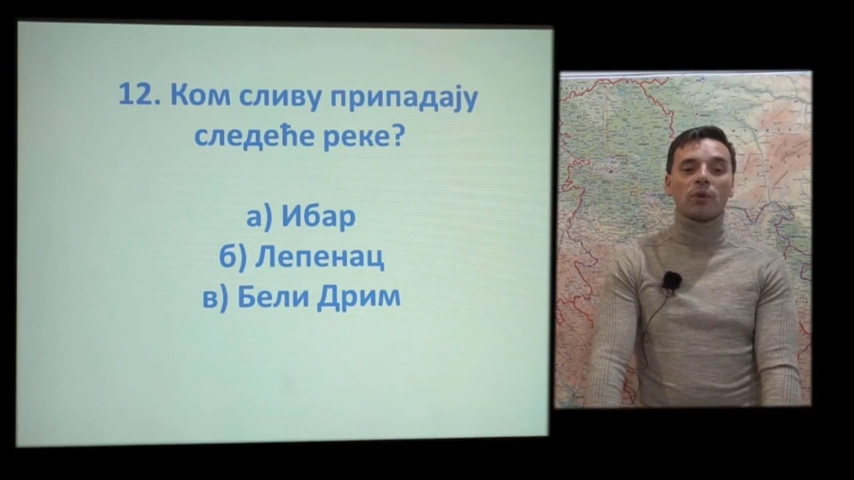 12. Ком сливу припадају
следеће реке?
а) Ибар
б) Лепенац
в) Бели Дрим